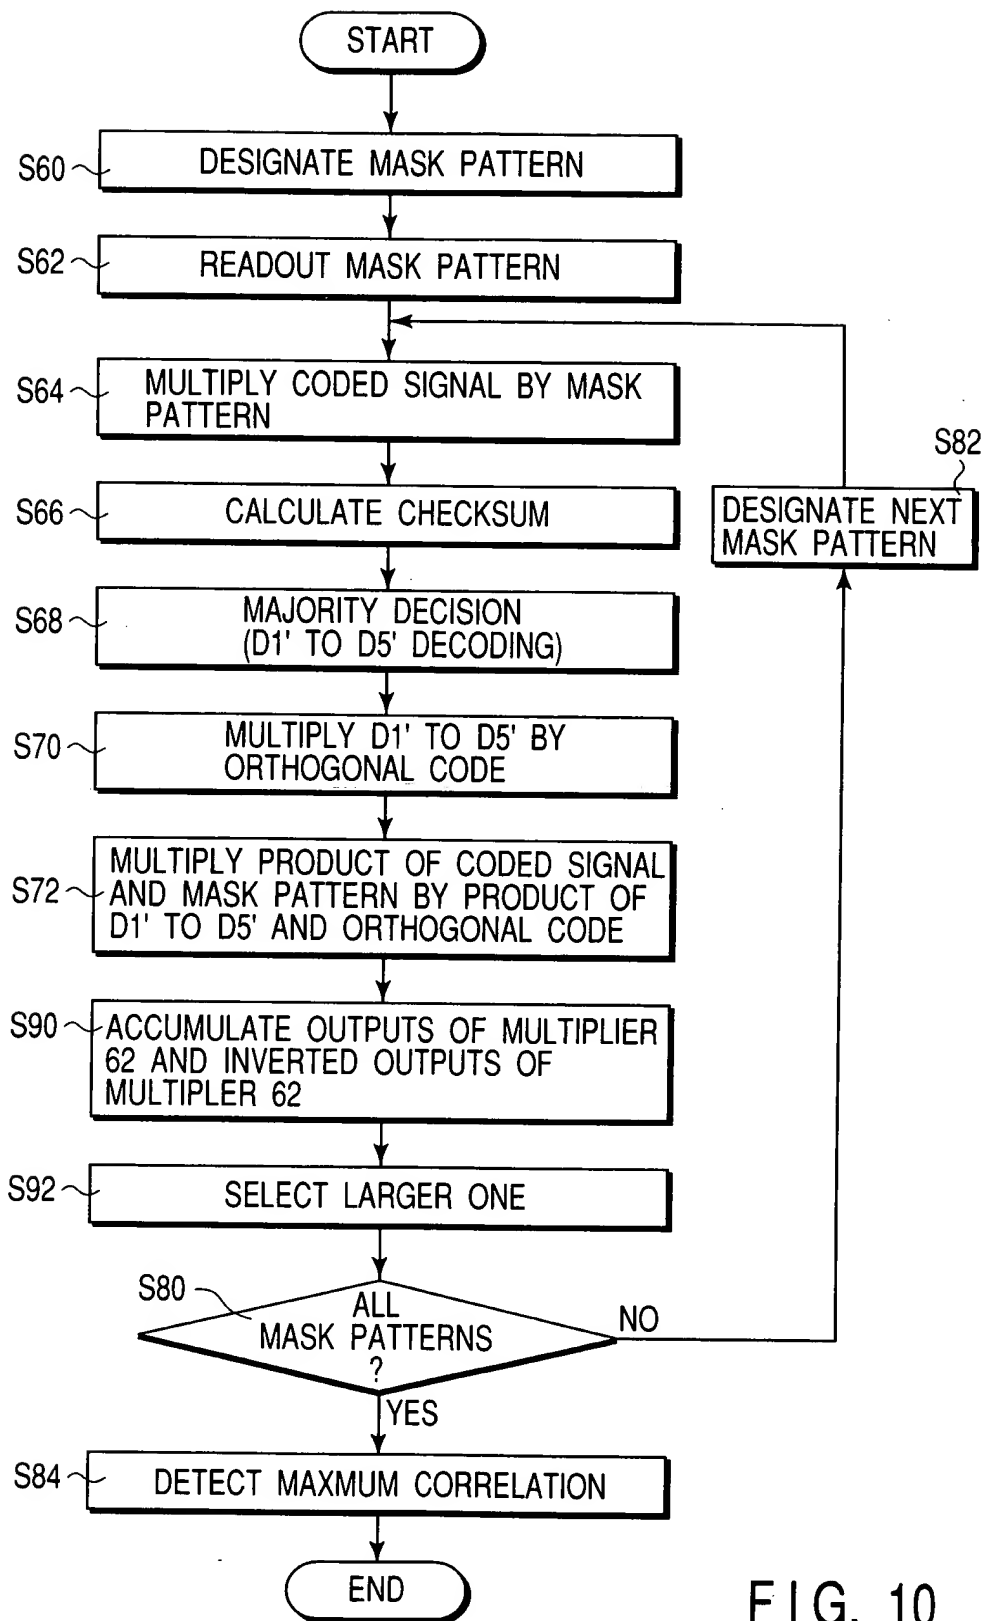 START
S60
DESIGNATE MASK PATTERN
S62
READOUT MASK PATTERN
S64
MULTIPLY CODED SIGNAL BY MASK
PATTERN
S82
DESIGNATE NEXT
MASK PATTERN
S66
CALCULATE CHECKSUM
S68
MAJORITY DECISION
(D1' TO D5' DECODING)
S70
MULTIPLY D1' TO D5' BY
ORTHOGONAL CODE
S72
MULTIPLY PRODUCT OF CODED SIGNAL
AND MASK PATTERN BY PRODUCT OF
D1' TO D5' AND ORTHOGONAL CODE
S90
ACCUMULATE OUTPUTS OF MULTIPLIER
62 AND INVERTED OUTPUTS OF
MULTIPLER 62
S92
SELECT LARGER ONE
S80
ALL
MASK PATTERNS
?
NO
YES
S84
DETECT MAXMUM CORRELATION
END
FIG. 10